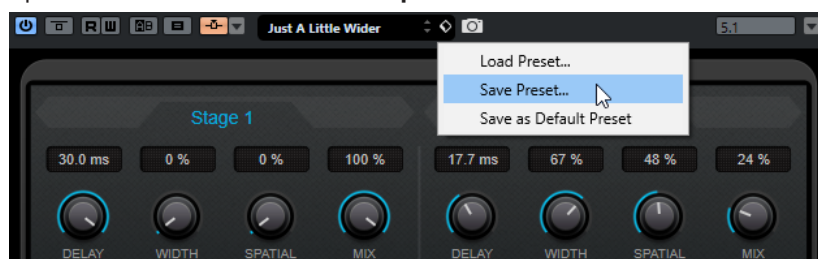 R W A B Just A Little Wider 5.1
Load Preset...
Save Preset...
Save as Default Preset
Stage 1
30.0 ms 0 % 0 % 100 % 17.7 ms 67 % 48 % 24 %
DELAY WIDTH SPATIAL MIX DELAY WIDTH SPATIAL MIX